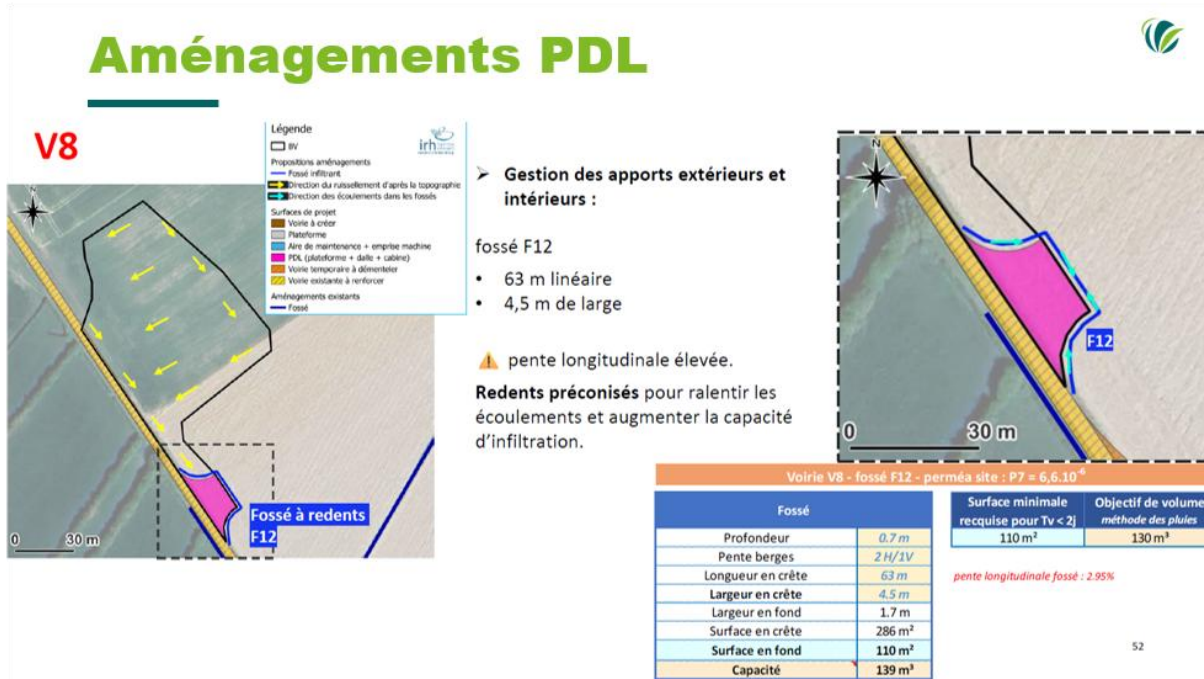 Aménagements PDL
V8
N
0 30 m
Fossé à redents
F12
Légende
irh
BV
Propositions aménagements
Fossé infiltrant
Direction du ruissellement d'après la topographie
Direction des écoulements dans les fossés
Surfaces de projet
Voirie à créer
Plateforme
Aire de maintenance + emprise machine
PDL (plateforme + dalle + cabine)
Voirie temporaire à démenteler
Voirie existante à renforcer
Aménagements existants
Fossé
➢ Gestion des apports extérieurs et
intérieurs :
fossé F12
• 63 m linéaire
• 4,5 m de large
⚠ pente longitudinale élevée.
Redents préconisés pour ralentir les
écoulements et augmenter la capacité
d'infiltration.
N
F12
0 30 m
Voirie V8 - fossé F12 - perméa site : P7 = 6,6.10⁻⁶
Fossé
Profondeur 0.7 m
Pente berges 2 H/1V
Longueur en crête 63 m
Largeur en crête 4.5 m
Largeur en fond 1.7 m
Surface en crête 286 m²
Surface en fond 110 m²
Capacité 139 m³
Surface minimale Objectif de volume
recquise pour Tv < 2j méthode des pluies
110 m² 130 m³
pente longitudinale fossé : 2.95%
52